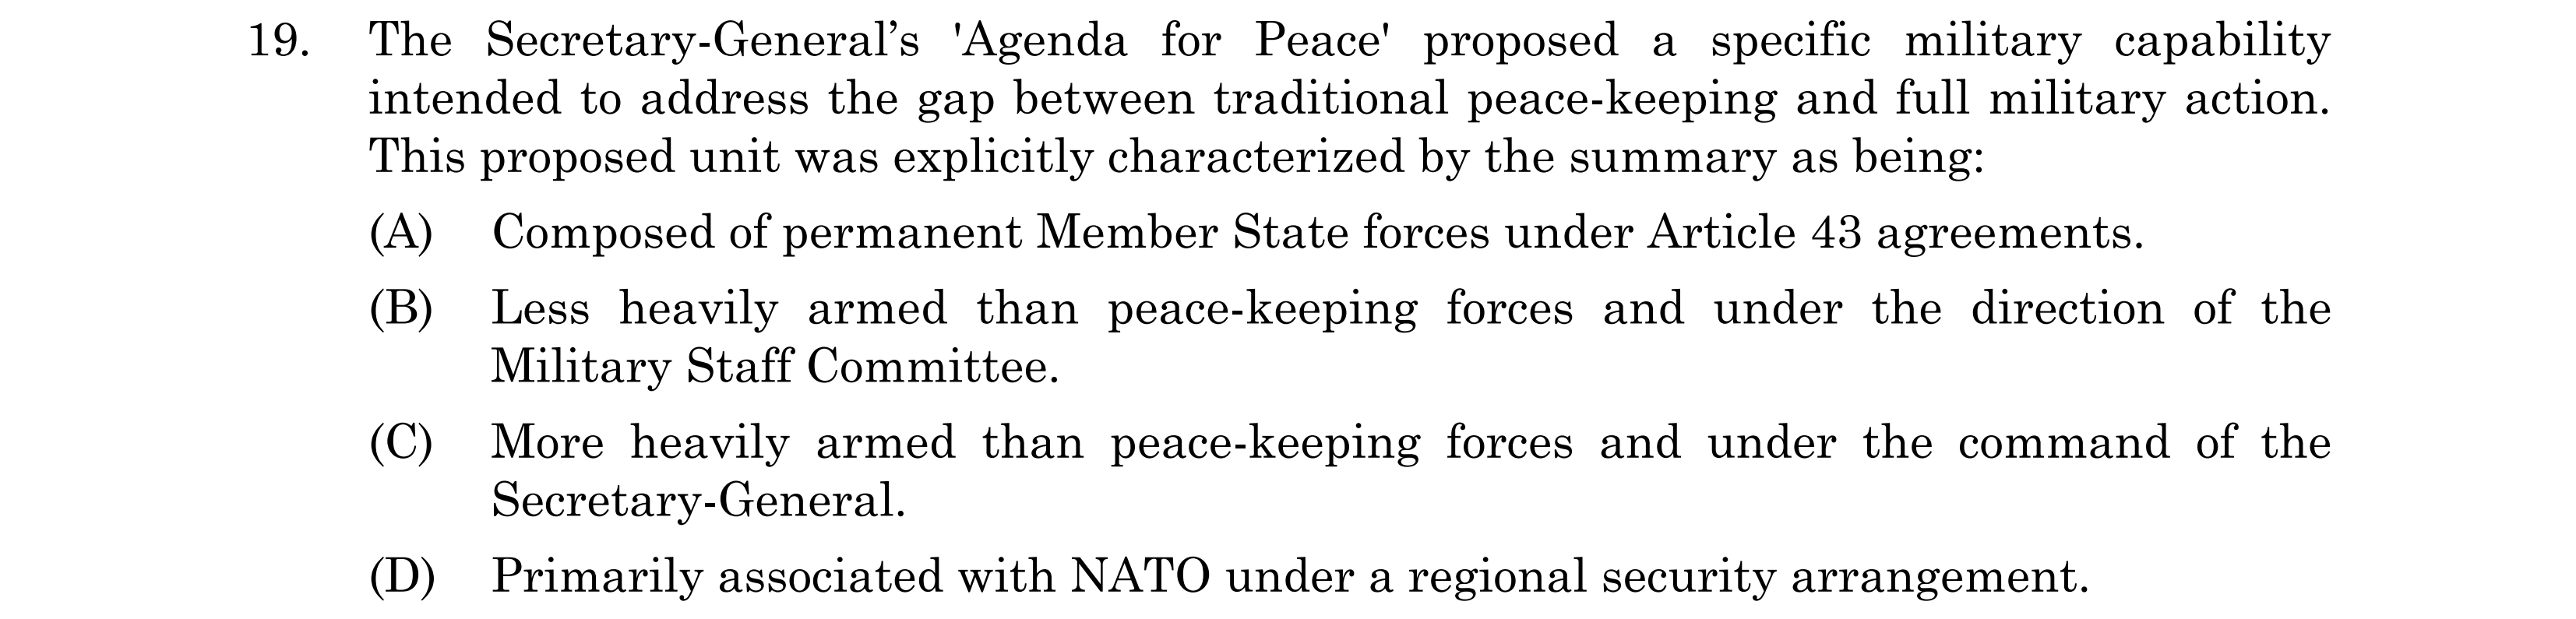 19. The Secretary-General’s 'Agenda for Peace' proposed a specific military capability
intended to address the gap between traditional peace-keeping and full military action.
This proposed unit was explicitly characterized by the summary as being:
(A) Composed of permanent Member State forces under Article 43 agreements.
(B) Less heavily armed than peace-keeping forces and under the direction of the
Military Staff Committee.
(C) More heavily armed than peace-keeping forces and under the command of the
Secretary-General.
(D) Primarily associated with NATO under a regional security arrangement.